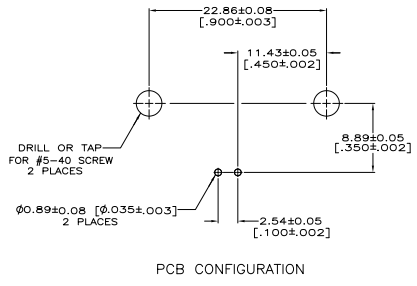 22.86±0.08
[.900±.003]
11.43±0.05
[.450±.002]
8.89±0.05
[.350±.002]
DRILL OR TAP
FOR #5-40 SCREW
2 PLACES
Ø0.89±0.08 [Ø.035±.003]
2 PLACES
2.54±0.05
[.100±.002]
PCB CONFIGURATION